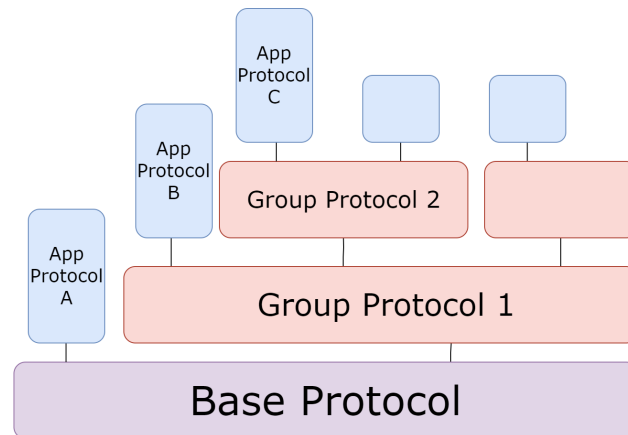 App
Protocol
C
App
Protocol
B
Group Protocol 2
App
Protocol
A
Group Protocol 1
Base Protocol